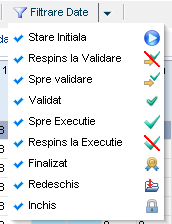 Filtrare Date
Stare Initiala
Respins la Validare
Spre validare
Validat
Spre Executie
Respins la Executie
Finalizat
Redeschis
Inchis